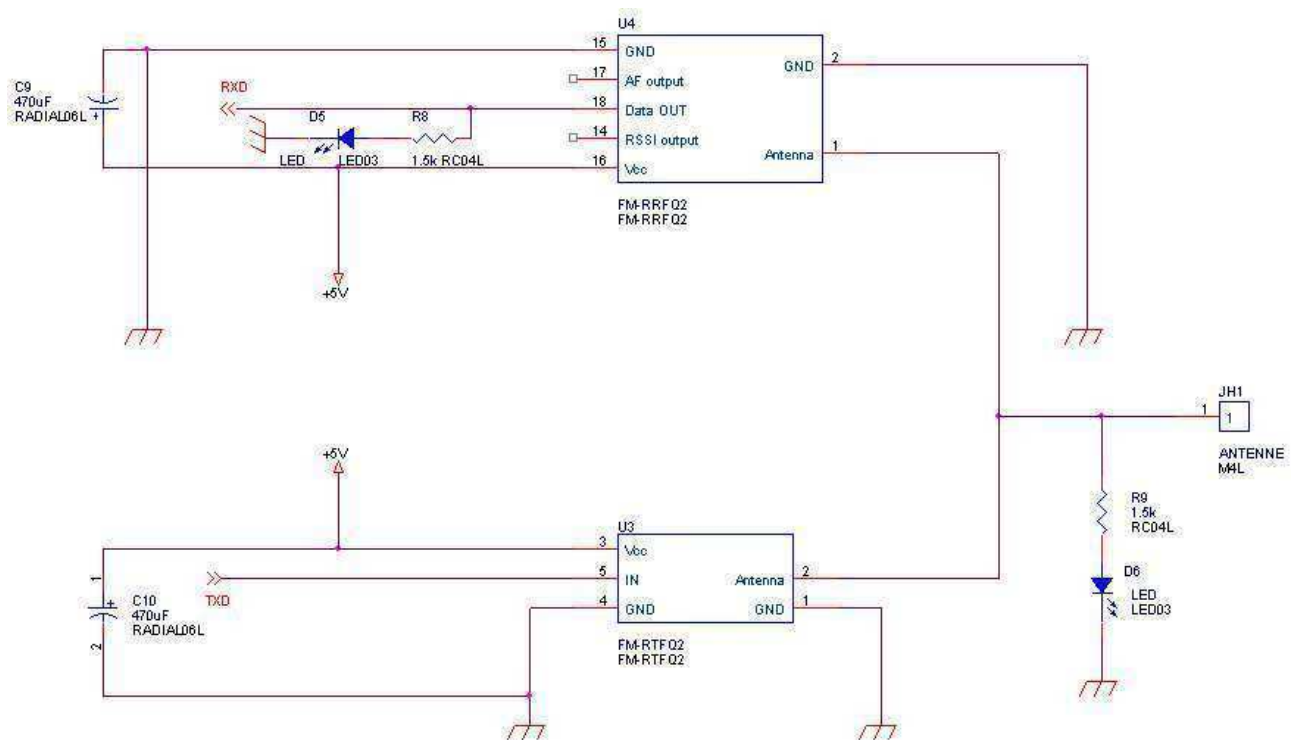 U4
15
GND
17
AF output
18
Data OUT
14
RSSI output
16
Vcc
GND
2
Antenna
1
FM-RRFQ2
FM-RRFQ2
C9
470uF
RADIAL06L
+
RXD
D5
R8
LED
LED03
1.5k RC04L
+5V
JH1
1
1
ANTENNE
M4L
+5V
U3
3
Vcc
5
IN
4
GND
Antenna
2
GND
1
FM-RTFQ2
FM-RTFQ2
1
+
C10
470uF
RADIAL06L
2
TXD
R9
1.5k
RC04L
D6
LED
LED03